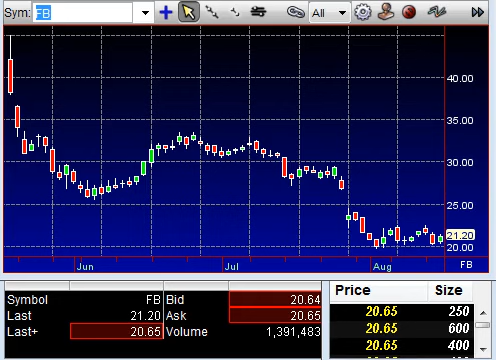 Sym: FB All
40.00
35.00
30.00
25.00
21.20
20.00
Jun Jul Aug FB
Symbol FB Bid 20.64
Last 21.20 Ask 20.65
Last+ 20.65 Volume 1,391,483
Price Size
20.65 250
20.65 600
20.65 400